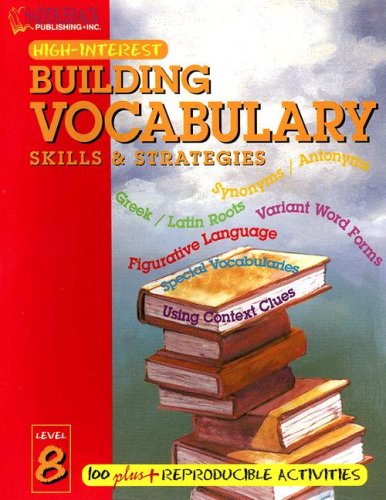 SADDLEBACK
PUBLISHING • INC.
HIGH-INTEREST
BUILDING
VOCABULARY
SKILLS & STRATEGIES
Synonyms / Antonyms
Greek / Latin Roots
Variant Word Forms
Figurative Language
Special Vocabularies
Using Context Clues
LEVEL
8
100 plus+ REPRODUCIBLE ACTIVITIES